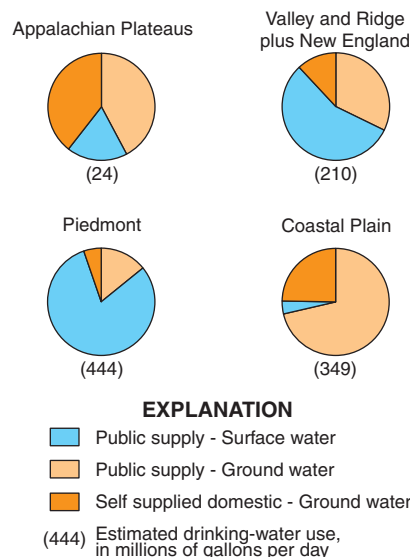 Appalachian Plateaus
Valley and Ridge
plus New England
(24)
(210)
Piedmont
Coastal Plain
(444)
(349)
EXPLANATION
Public supply - Surface water
Public supply - Ground water
Self supplied domestic - Ground water
(444) Estimated drinking-water use,
in millions of gallons per day